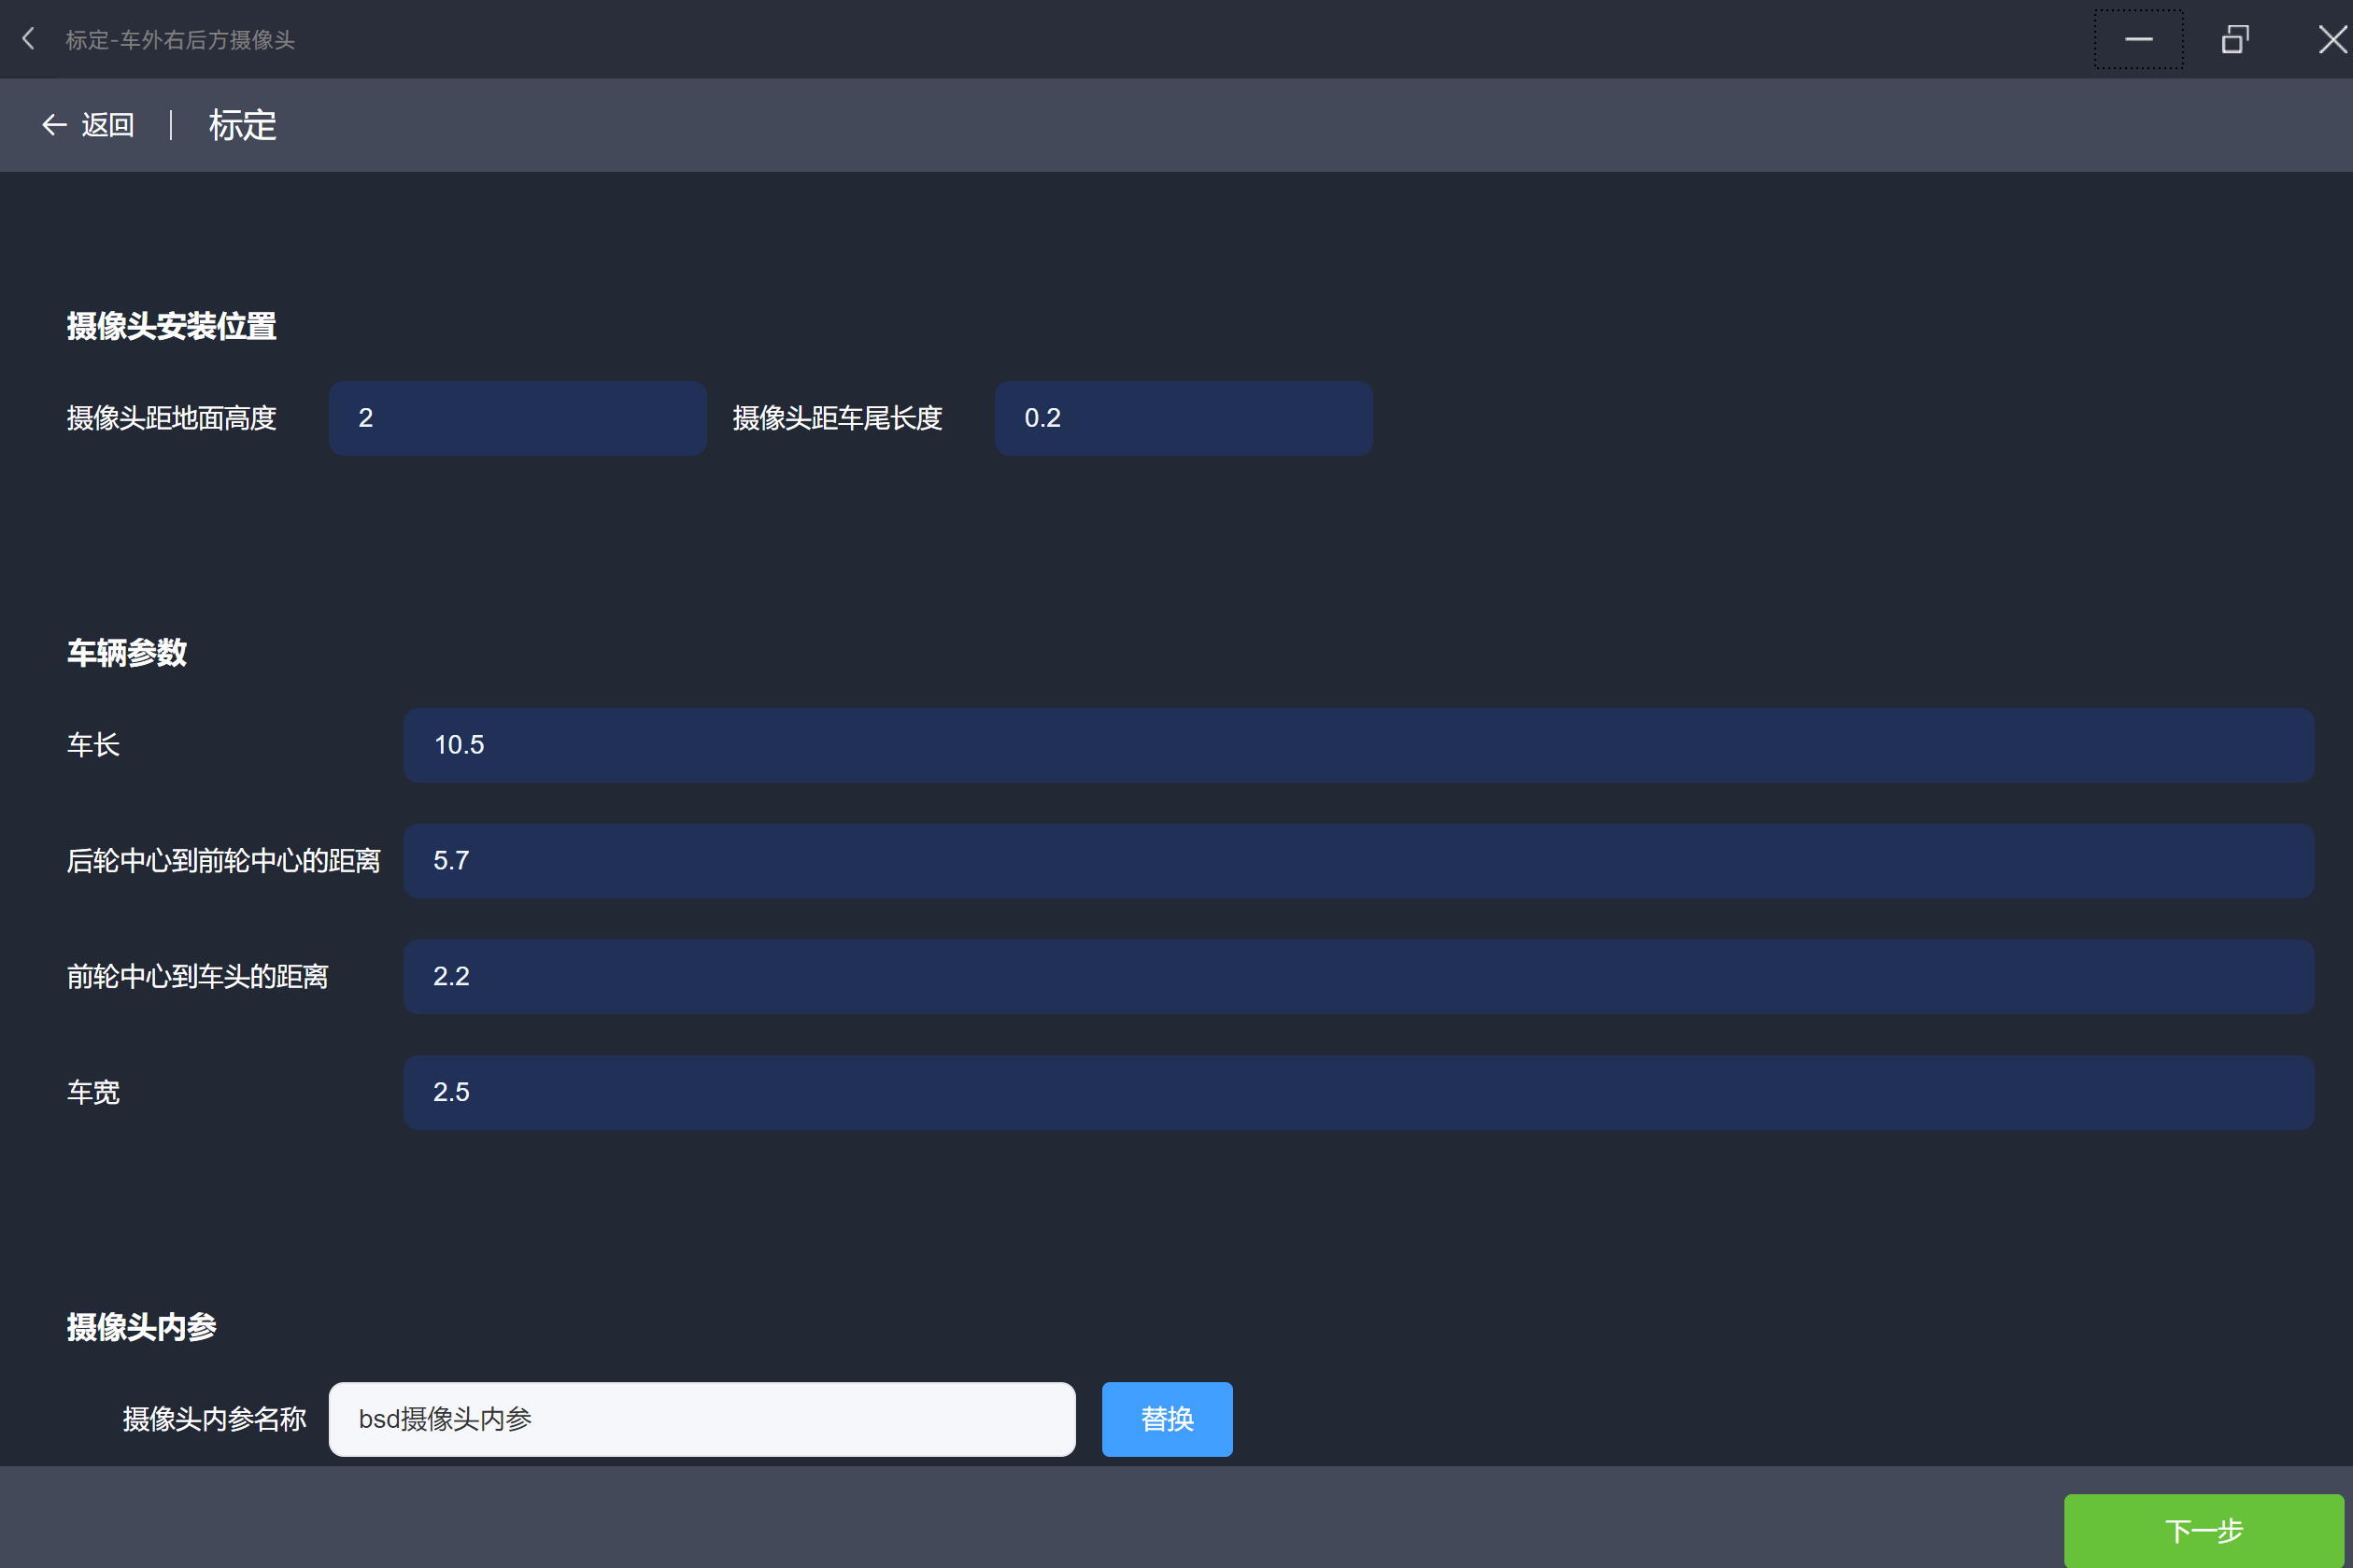 标定-车外右后方摄像头
返回 | 标定
摄像头安装位置
摄像头距地面高度 2 摄像头距车尾长度 0.2
车辆参数
车长 10.5
后轮中心到前轮中心的距离 5.7
前轮中心到车头的距离 2.2
车宽 2.5
摄像头内参
摄像头内参名称 bsd摄像头内参 替换
下一步